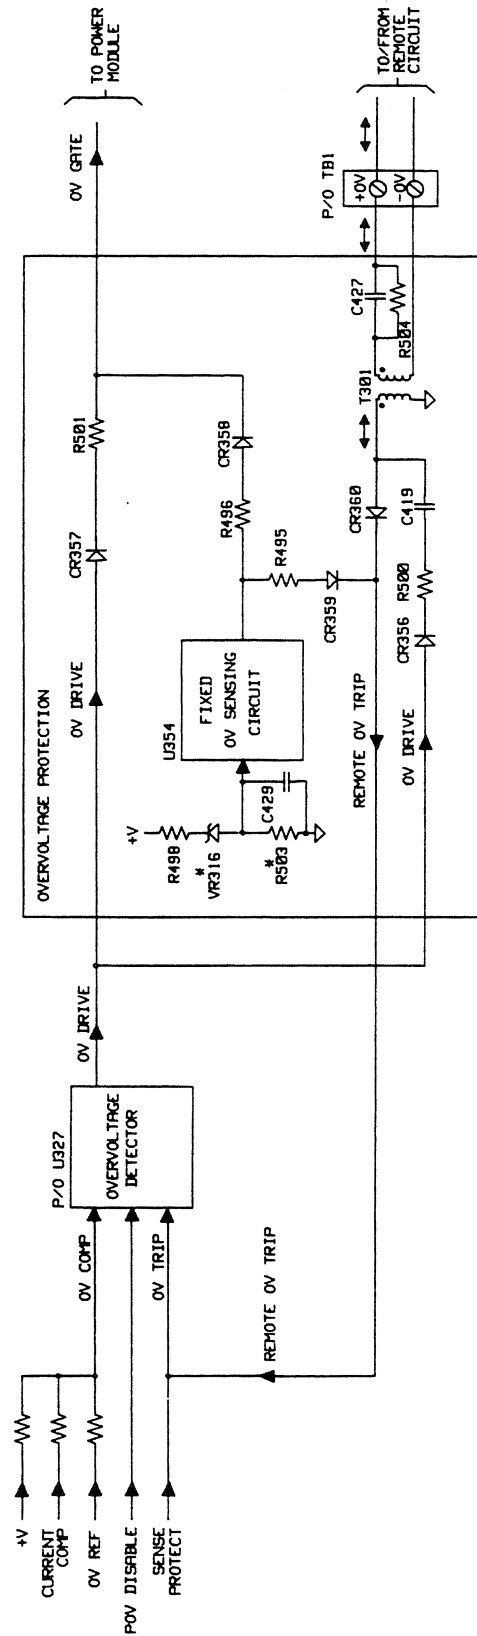 +V
CURRENT
COMP
OV REF
POV DISABLE
SENSE
PROTECT
OV COMP
OV TRIP
REMOTE OV TRIP
P/O U327
OVERVOLTAGE
DETECTOR
OV DRIVE
OVERVOLTAGE PROTECTION
OV DRIVE
CR357
R501
OV GATE
TO POWER
MODULE
+V
R498
*
VR316
*
R503
C429
U354
FIXED
OV SENSING
CIRCUIT
R496
CR358
R495
CR359
REMOTE OV TRIP
CR360
T301
C427
R504
P/O TB1
+OV
-OV
TO/FROM
REMOTE
CIRCUIT
OV DRIVE
CR356
R500
C419